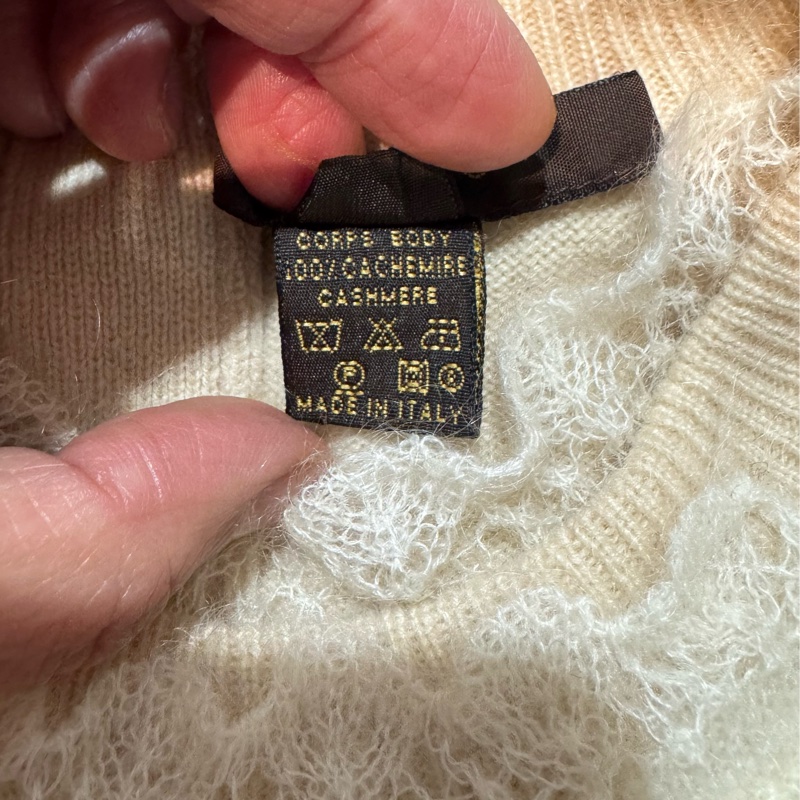 CORPS BODY
100% CACHEMIRE
CASHMERE
P
MADE IN ITALY